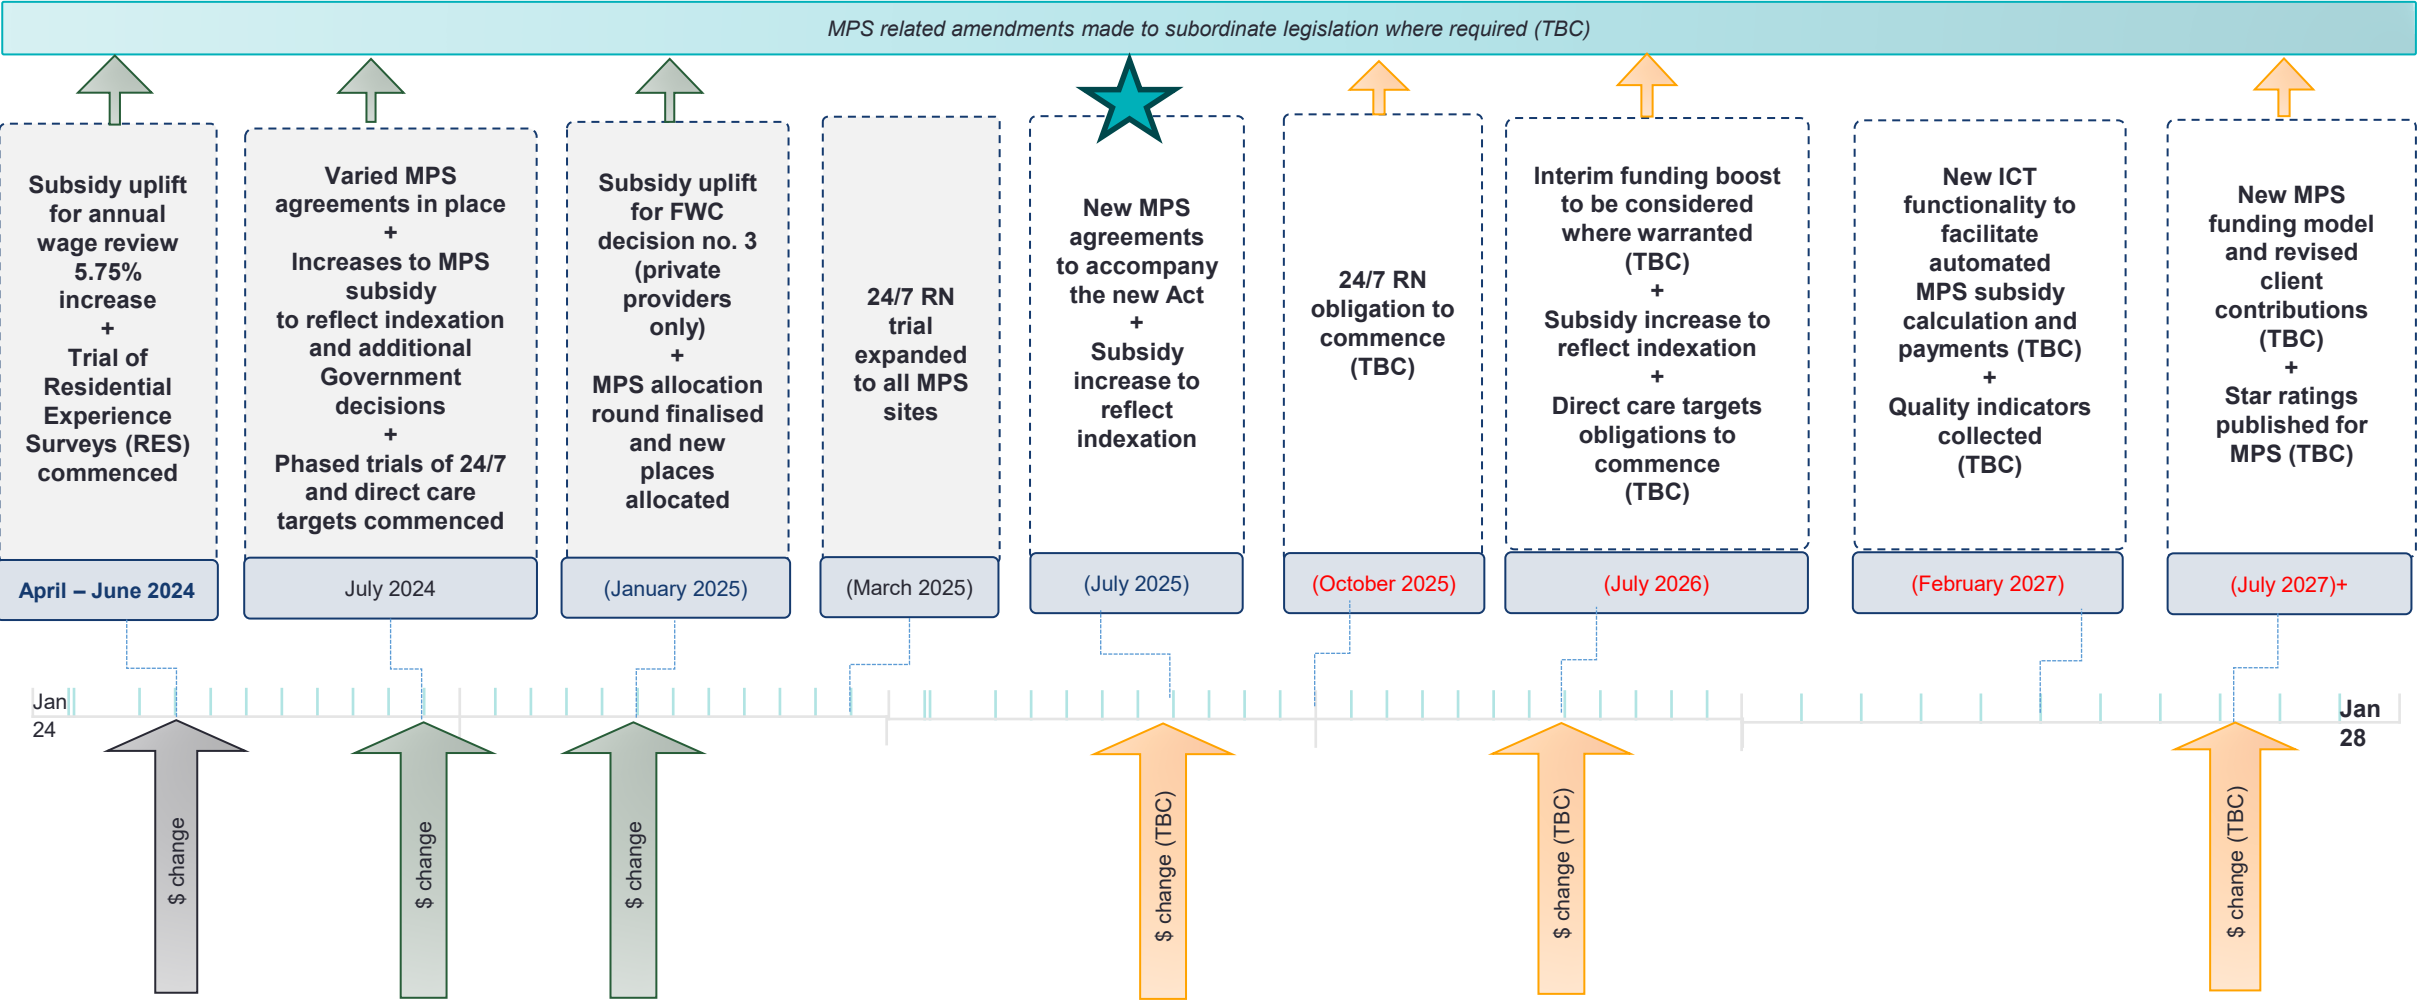 MPS related amendments made to subordinate legislation where required (TBC)
Subsidy uplift
for annual
wage review
5.75%
increase
+
Trial of
Residential
Experience
Surveys (RES)
commenced
April – June 2024
Varied MPS
agreements in place
+
Increases to MPS
subsidy
to reflect indexation
and additional
Government
decisions
+
Phased trials of 24/7
and direct care
targets commenced
July 2024
Subsidy uplift
for FWC
decision no. 3
(private
providers
only)
+
MPS allocation
round finalised
and new
places
allocated
(January 2025)
24/7 RN
trial
expanded
to all MPS
sites
(March 2025)
New MPS
agreements
to accompany
the new Act
+
Subsidy
increase to
reflect
indexation
(July 2025)
24/7 RN
obligation to
commence
(TBC)
(October 2025)
Interim funding boost
to be considered
where warranted
(TBC)
+
Subsidy increase to
reflect indexation
+
Direct care targets
obligations to
commence
(TBC)
(July 2026)
New ICT
functionality to
facilitate
automated
MPS subsidy
calculation and
payments (TBC)
+
Quality indicators
collected
(TBC)
(February 2027)
New MPS
funding model
and revised
client
contributions
(TBC)
+
Star ratings
published for
MPS (TBC)
(July 2027)+
Jan
24
Jan
28
$ change
$ change
$ change
$ change (TBC)
$ change (TBC)
$ change (TBC)